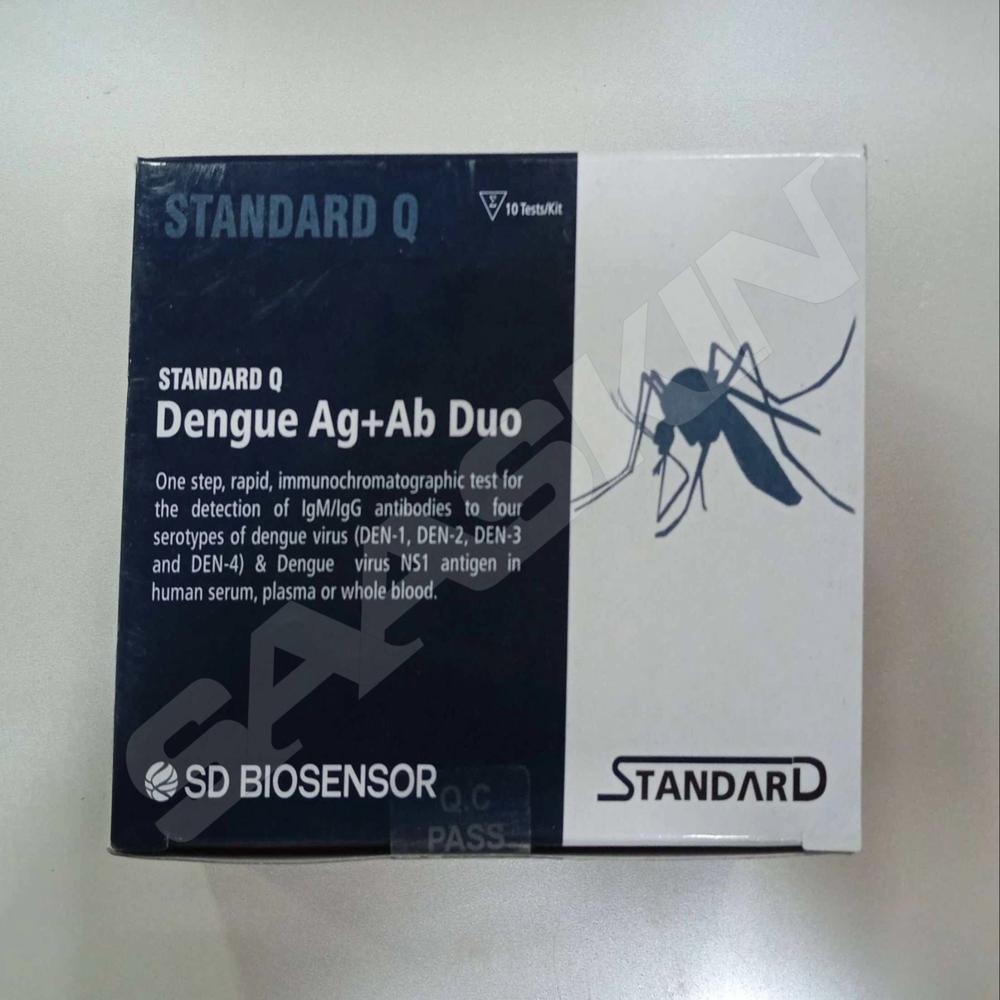 STANDARD Q
Σ 10 Tests/Kit
STANDARD Q
Dengue Ag+Ab Duo
One step, rapid, immunochromatographic test for
the detection of IgM/IgG antibodies to four
serotypes of dengue virus (DEN-1, DEN-2, DEN-3
and DEN-4) & Dengue virus NS1 antigen in
human serum, plasma or whole blood.
SAASKIN
SD BIOSENSOR
Q.C
PASS
STANDARD